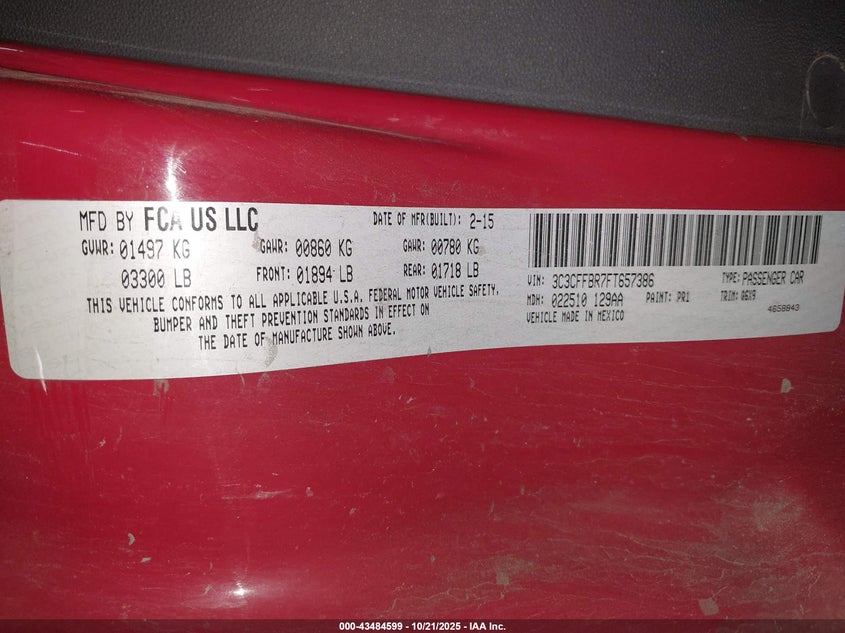 MFD BY FCA US LLC DATE OF MFR(BUILT): 2-15
GVWR: 01497 KG GAWR: 00860 KG GAWR: 00780 KG
03300 LB FRONT: 01894 LB REAR: 01718 LB
THIS VEHICLE CONFORMS TO ALL APPLICABLE U.S.A. FEDERAL MOTOR VEHICLE SAFETY,
BUMPER AND THEFT PREVENTION STANDARDS IN EFFECT ON
THE DATE OF MANUFACTURE SHOWN ABOVE.
VIN: 3C3CFFBR7FT657386 TYPE: PASSENGER CAR
MDH: 022510 129AA PAINT: PR1 TRIM: G6X9
VEHICLE MADE IN MEXICO 4658843
000-43484599 - 10/21/2025 - IAA Inc.